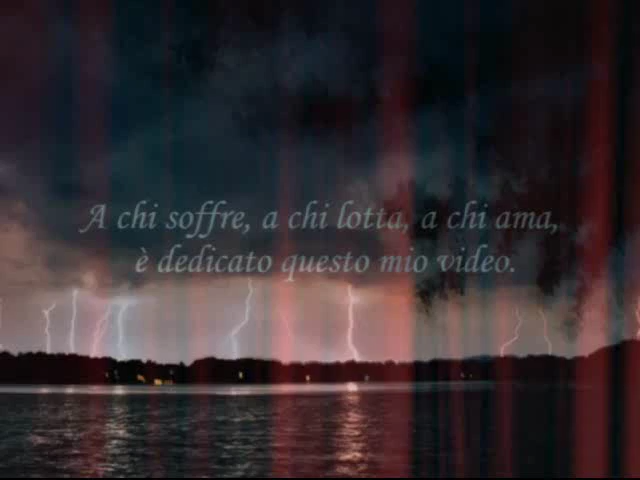 A chi soffre, a chi lotta, a chi ama,
è dedicato questo mio video.